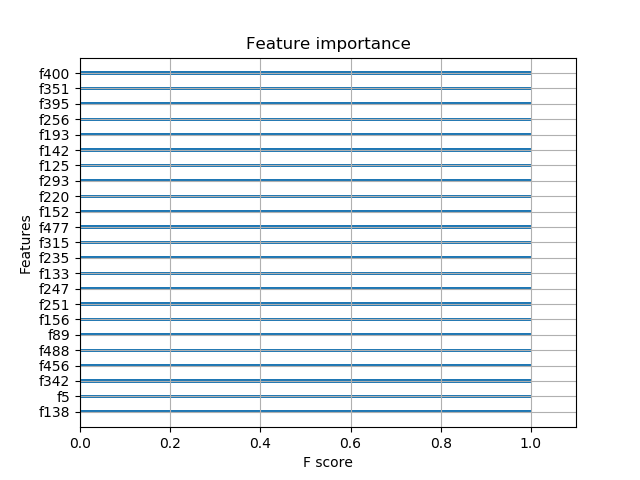 Feature importance
f400
f351
f395
f256
f193
f142
f125
f293
f220
f152
f477
f315
f235
f133
f247
f251
f156
f89
f488
f456
f342
f5
f138
Features
0.0 0.2 0.4 0.6 0.8 1.0
F score